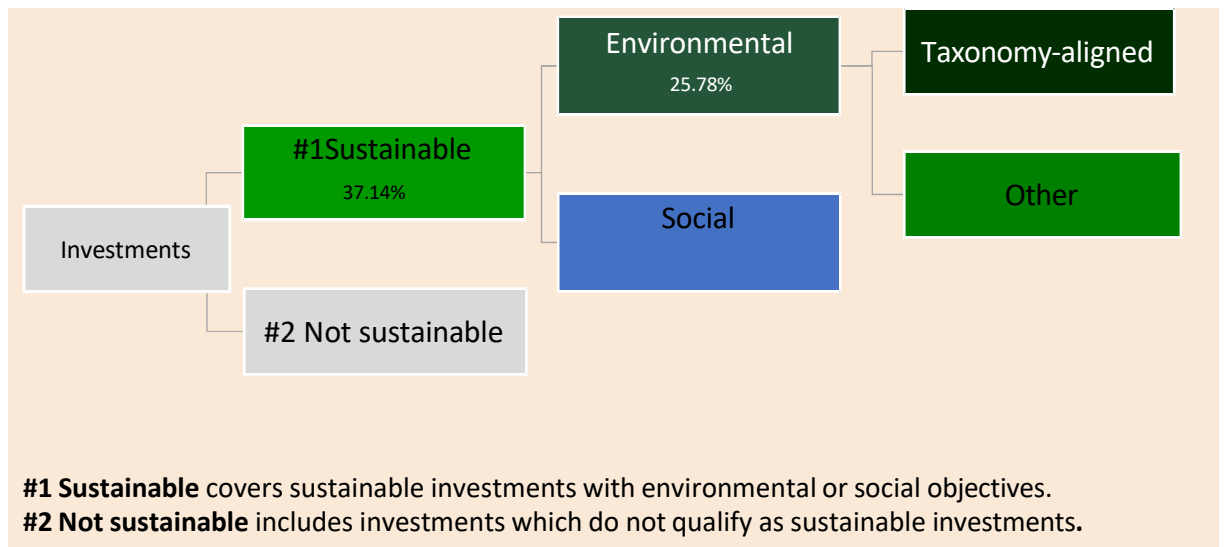 Environmental
25.78%
Taxonomy-aligned
#1Sustainable
37.14%
Social
Other
Investments
#2 Not sustainable
#1 Sustainable covers sustainable investments with environmental or social objectives.
#2 Not sustainable includes investments which do not qualify as sustainable investments.